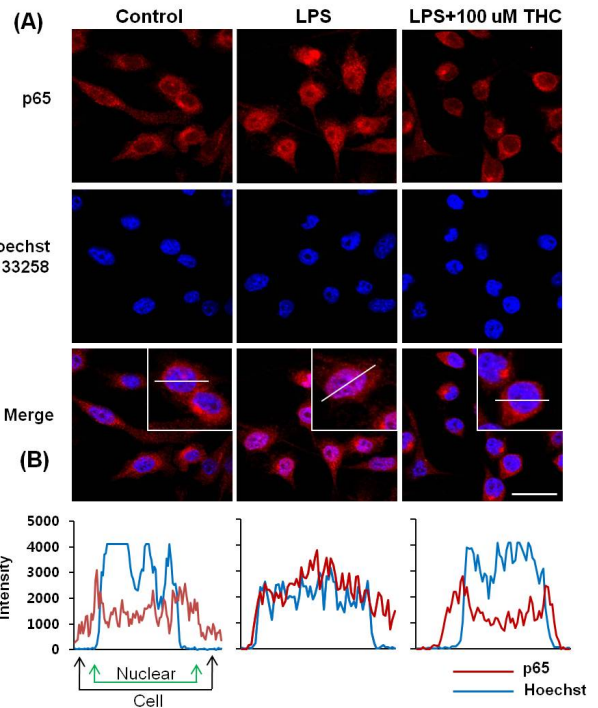 (A)
Control
LPS
LPS+100 uM THC
p65
oechst
33258
Merge
(B)
5000
4000
3000
2000
1000
0
Intensity
Nuclear
Cell
p65
Hoechst